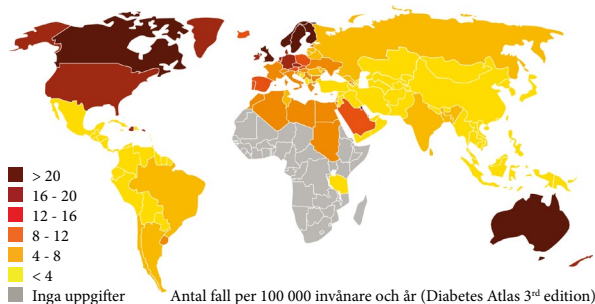 > 20
16 - 20
12 - 16
8 - 12
4 - 8
< 4
Inga uppgifter
Antal fall per 100 000 invånare och år (Diabetes Atlas 3rd edition)